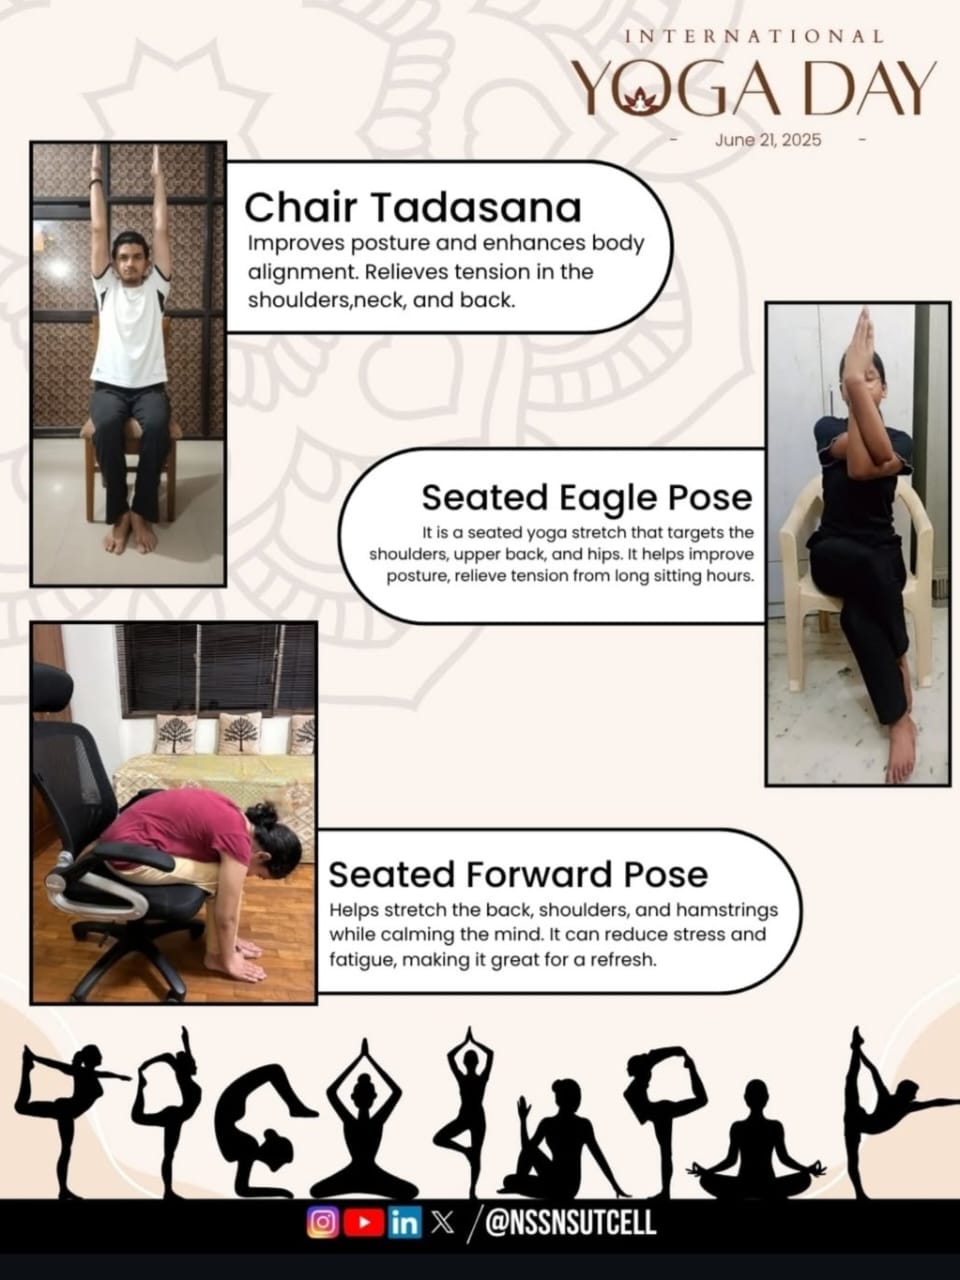 INTERNATIONAL
YOGA DAY
- June 21, 2025 -
Chair Tadasana
Improves posture and enhances body
alignment. Relieves tension in the
shoulders,neck, and back.
Seated Eagle Pose
It is a seated yoga stretch that targets the
shoulders, upper back, and hips. It helps improve
posture, relieve tension from long sitting hours.
Seated Forward Pose
Helps stretch the back, shoulders, and hamstrings
while calming the mind. It can reduce stress and
fatigue, making it great for a refresh.
/@NSSNSUTCELL